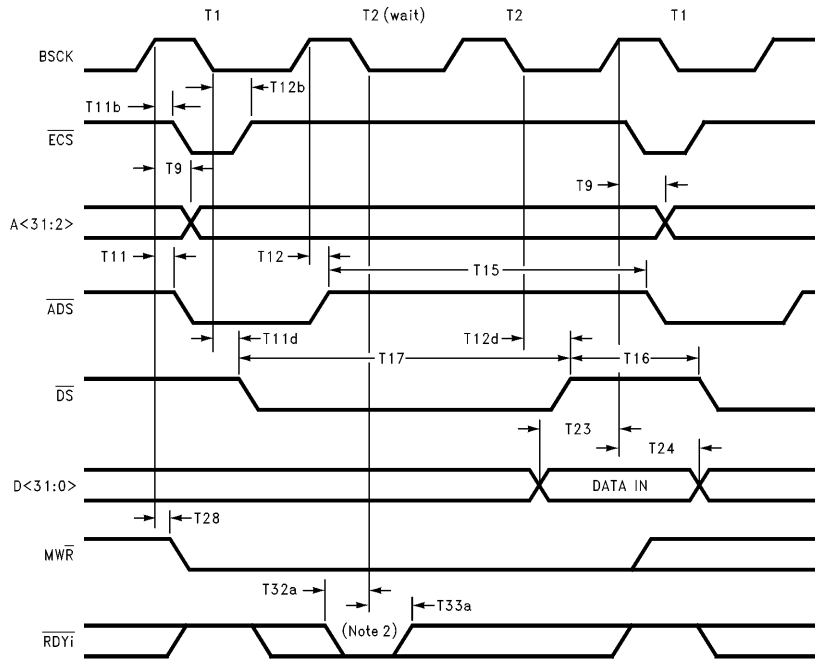 T1 T2 (wait) T2 T1
BSCK
T12b
T11b
ECS
T9 T9
A<31:2>
T11 T12 T15
ADS
T11d T12d
T17 T16
DS
T23
T24
D<31:0> DATA IN
T28
MWR
T32a T33a
(Note 2)
RDYi